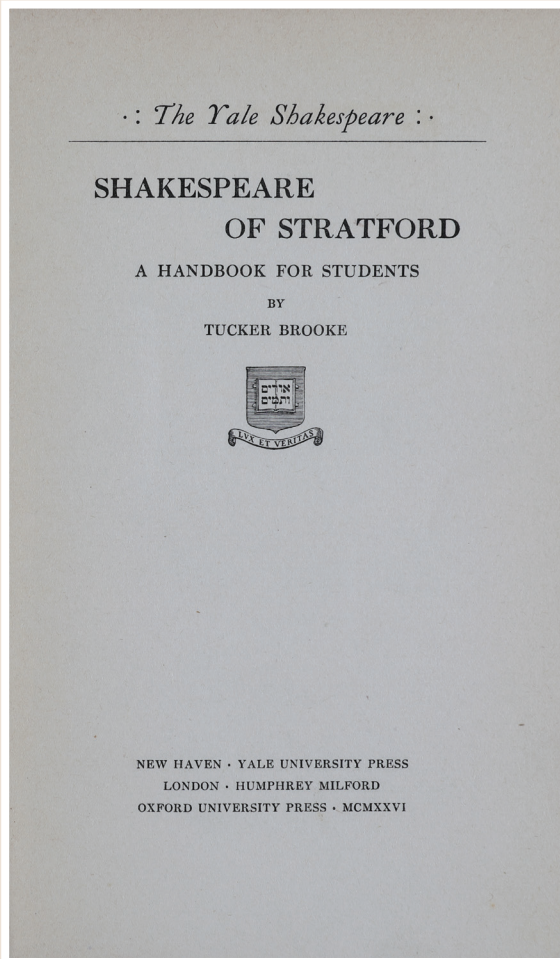 ·: The Yale Shakespeare :·
SHAKESPEARE
OF STRATFORD
A HANDBOOK FOR STUDENTS
BY
TUCKER BROOKE
אורים
ותמים
LVX ET VERITAS
NEW HAVEN · YALE UNIVERSITY PRESS
LONDON · HUMPHREY MILFORD
OXFORD UNIVERSITY PRESS · MCMXXVI